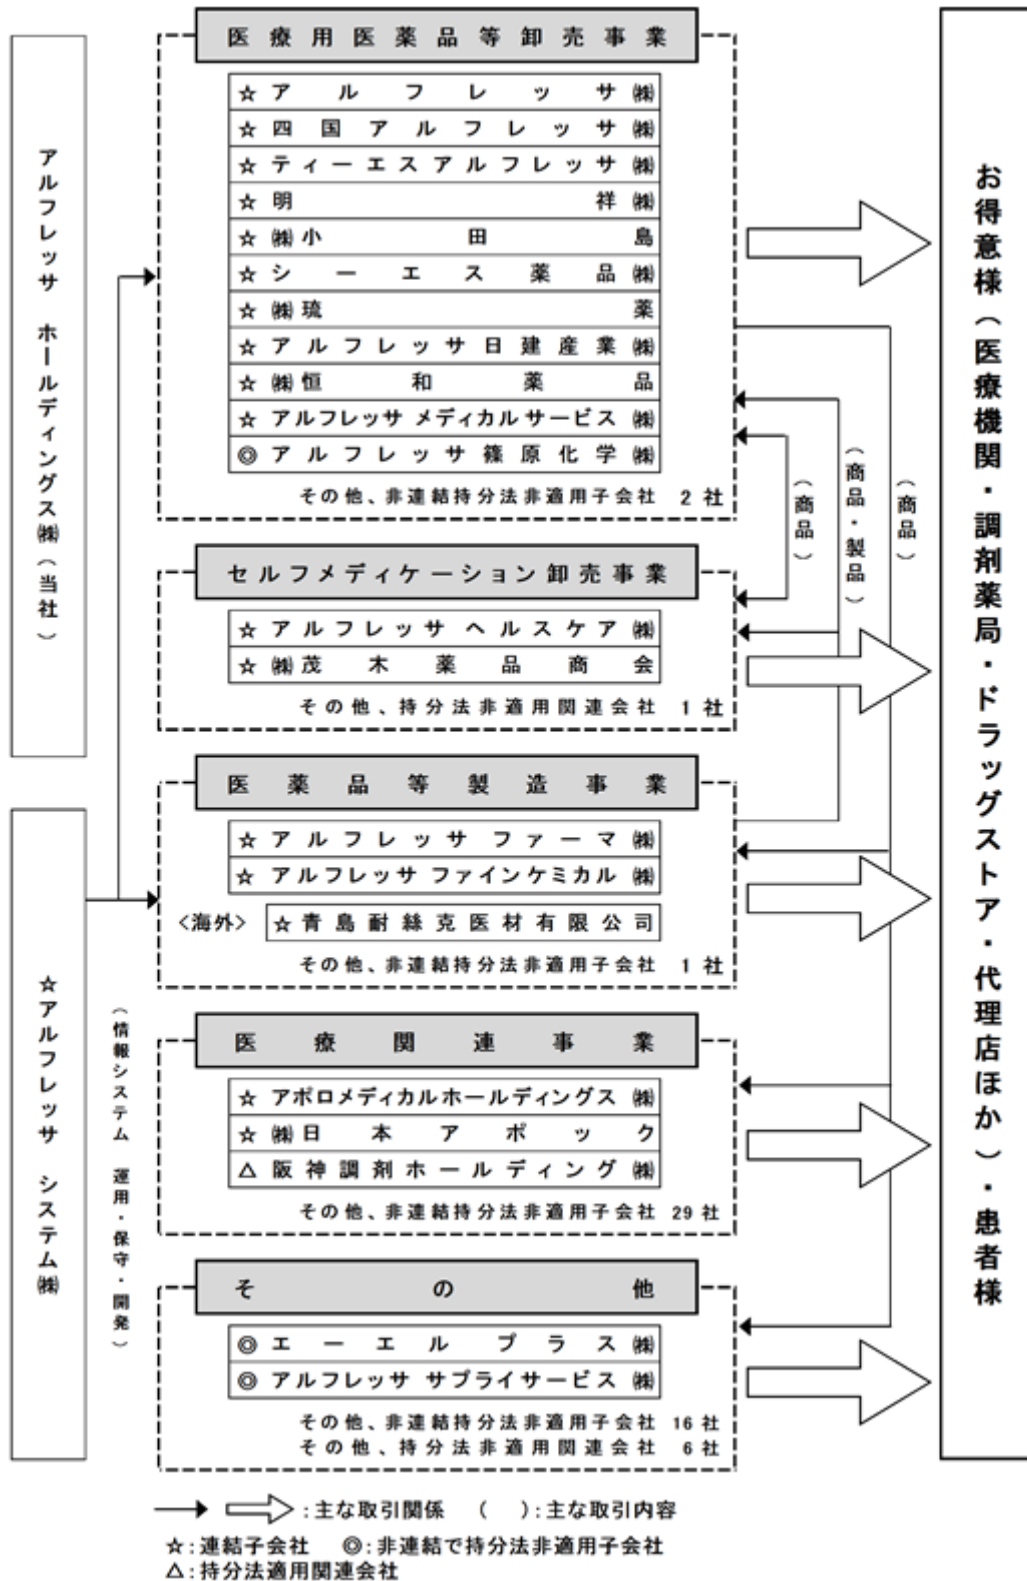 アルフレッサ ホールディングス㈱（当社）
☆アルフレッサ システム㈱
（情報システム 運用・保守・開発）
医療用医薬品等卸売事業
☆ アルフレッサ㈱
☆ 四国アルフレッサ㈱
☆ ティーエスアルフレッサ㈱
☆ 明祥㈱
☆ ㈱小田島
☆ シーエス薬品㈱
☆ ㈱琉薬
☆ アルフレッサ日建産業㈱
☆ ㈱恒和薬品
☆ アルフレッサ メディカルサービス㈱
◎ アルフレッサ篠原化学㈱
その他、非連結持分法非適用子会社 2 社
（商品）
（商品・製品）
（商品）
セルフメディケーション卸売事業
☆ アルフレッサ ヘルスケア㈱
☆ ㈱茂木薬品商会
その他、持分法非適用関連会社 1 社
医薬品等製造事業
☆ アルフレッサ ファーマ㈱
☆ アルフレッサ ファインケミカル㈱
<海外> ☆ 青島耐絲克医材有限公司
その他、非連結持分法非適用子会社 1 社
医療関連事業
☆ アポロメディカルホールディングス㈱
☆ ㈱日本アポック
△ 阪神調剤ホールディング㈱
その他、非連結持分法非適用子会社 29 社
その他
◎ エーエル プラス㈱
◎ アルフレッサ サプライサービス㈱
その他、非連結持分法非適用子会社 16 社
その他、持分法非適用関連会社 6 社
お得意様（医療機関・調剤薬局・ドラッグストア・代理店ほか）・患者様
→ ⇨：主な取引関係 （ ）：主な取引内容
☆：連結子会社 ◎：非連結で持分法非適用子会社
△：持分法適用関連会社